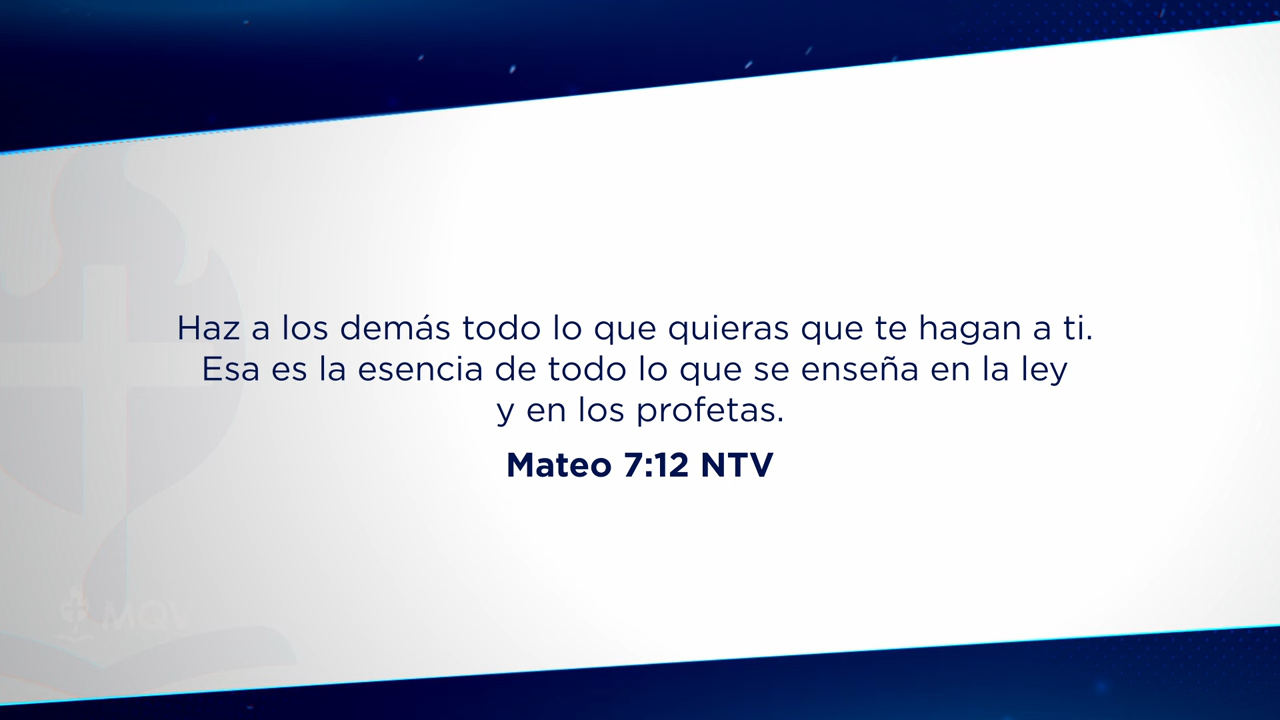 Haz a los demás todo lo que quieras que te hagan a ti.
Esa es la esencia de todo lo que se enseña en la ley
y en los profetas.
Mateo 7:12 NTV
MQV